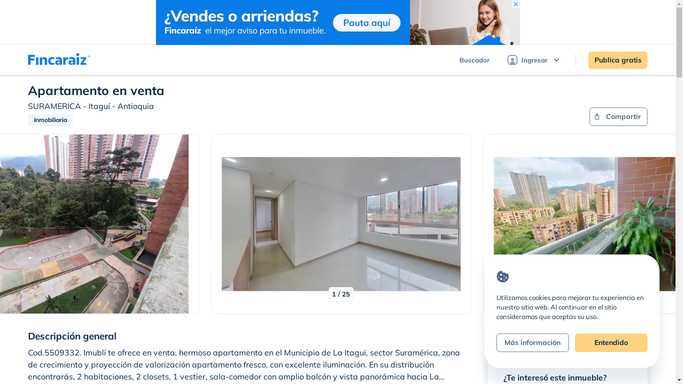 ¿Vendes o arriendas?
Fincaraíz el mejor aviso para tu inmueble.
Pauta aquí
Fincaraíz
Buscador
Ingresar
Publica gratis
Apartamento en venta
SURAMERICA - Itaguí - Antioquia
Inmobiliaria
Compartir
1 / 25
Utilizamos cookies para mejorar tu experiencia en
nuestro sitio web. Al continuar en el sitio
consideramos que aceptas su uso.
Más información
Entendido
Descripción general
Cod.5509332. Imubli te ofrece en venta, hermoso apartamento en el Municipio de La Itagui, sector Suramérica, zona
de crecimiento y proyección de valorización apartamento fresco, con excelente iluminación. En su distribución
encontrarás, 2 habitaciones, 2 closets, 1 vestier, sala-comedor con amplio balcón y vista panorámica hacia La...
¿Te interesó este inmueble?